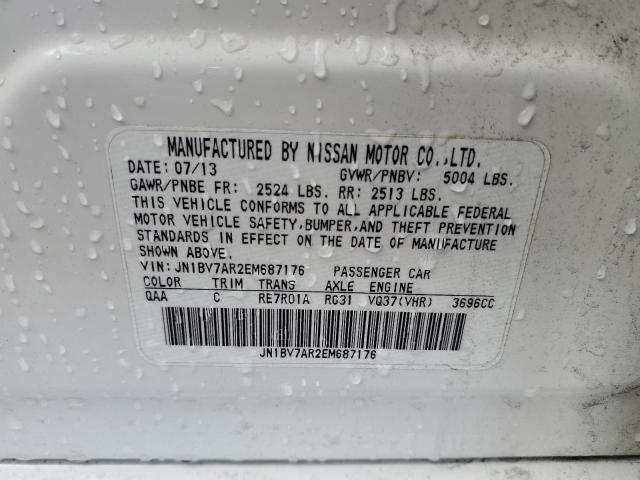 MANUFACTURED BY NISSAN MOTOR CO.,LTD.
DATE: 07/13 GVWR/PNBV: 5004 LBS.
GAWR/PNBE FR: 2524 LBS. RR: 2513 LBS.
THIS VEHICLE CONFORMS TO ALL APPLICABLE FEDERAL
MOTOR VEHICLE SAFETY,BUMPER,AND THEFT PREVENTION
STANDARDS IN EFFECT ON THE DATE OF MANUFACTURE
SHOWN ABOVE.
VIN: JN1BV7AR2EM687176 PASSENGER CAR
COLOR TRIM TRANS AXLE ENGINE
QAA C RE7R01A RG31 VQ37(VHR) 3696CC
JN1BV7AR2EM687176